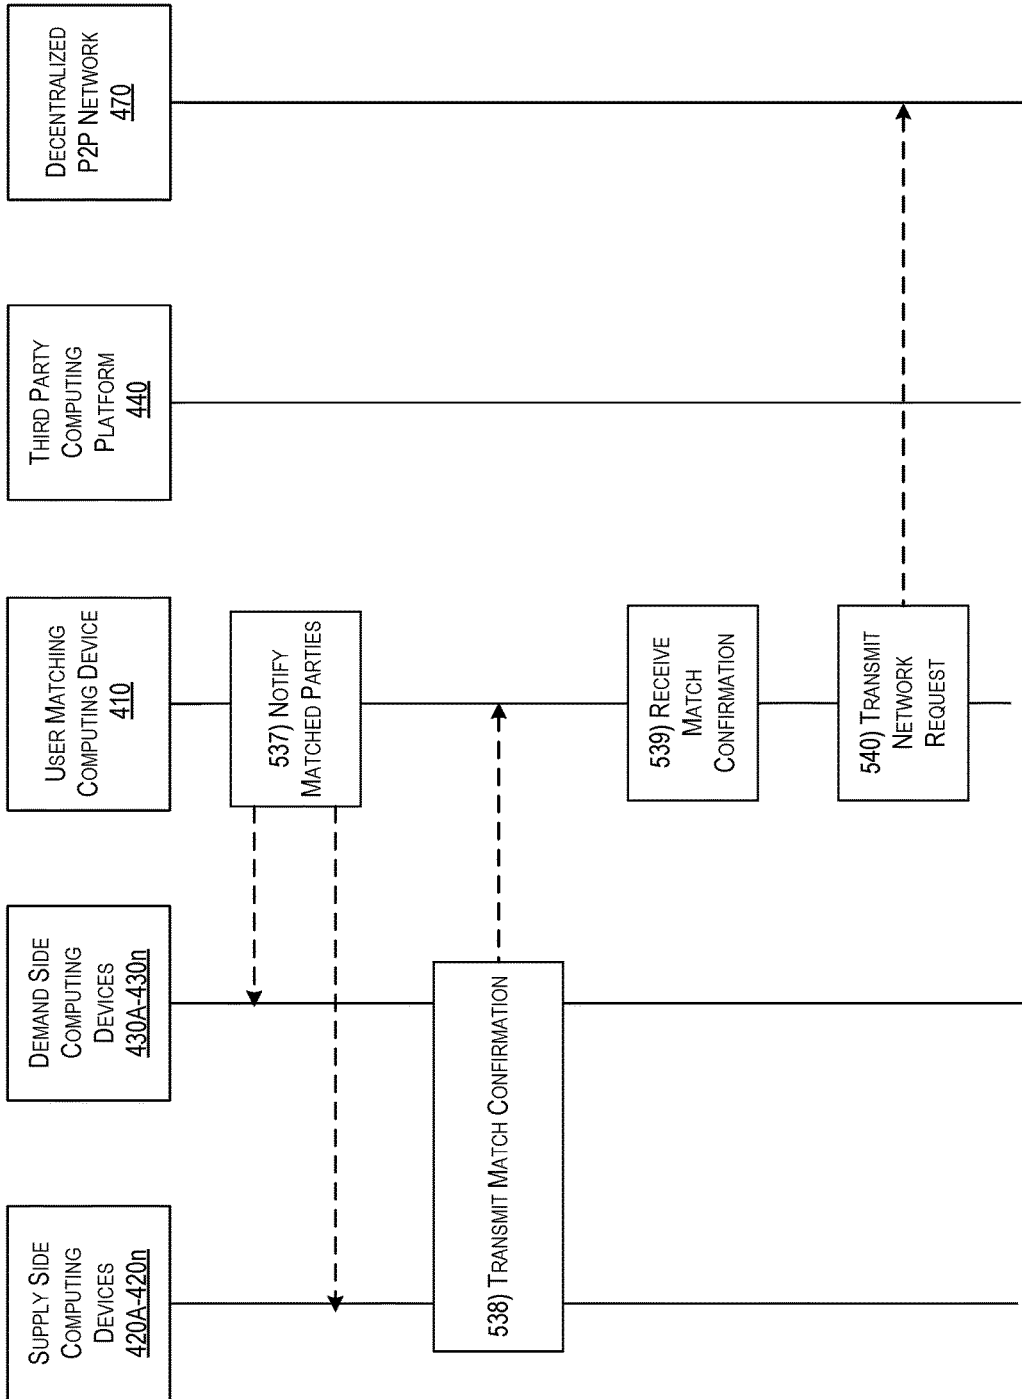 SUPPLY SIDE
COMPUTING
DEVICES
420A-420n
DEMAND SIDE
COMPUTING
DEVICES
430A-430n
USER MATCHING
COMPUTING DEVICE
410
THIRD PARTY
COMPUTING
PLATFORM
440
DECENTRALIZED
P2P NETWORK
470
537) NOTIFY
MATCHED PARTIES
538) TRANSMIT MATCH CONFIRMATION
539) RECEIVE
MATCH
CONFIRMATION
540) TRANSMIT
NETWORK
REQUEST